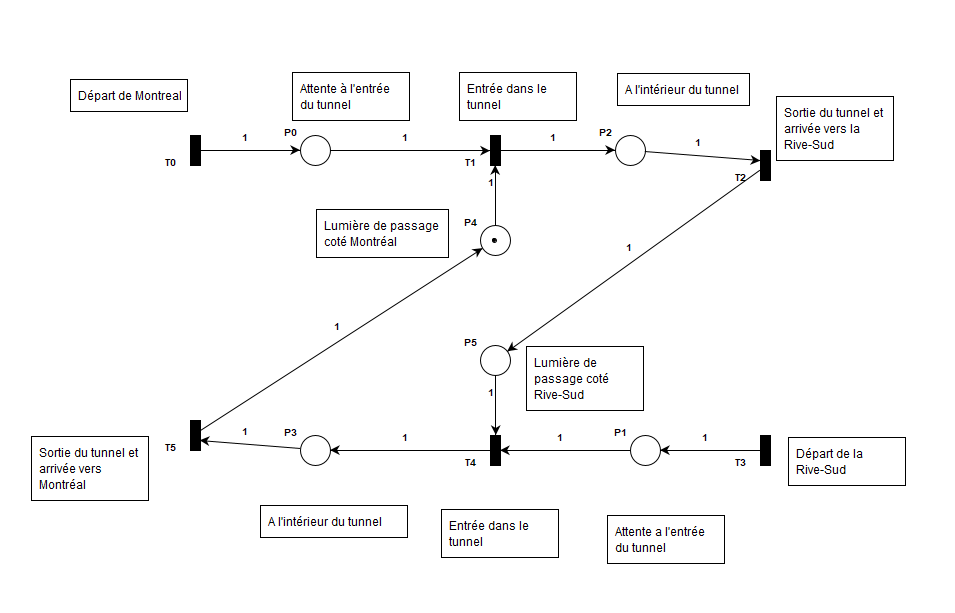 Départ de Montreal
Attente à l'entrée
du tunnel
Entrée dans le
tunnel
A l'intérieur du tunnel
Sortie du tunnel et
arrivée vers la
Rive-Sud
T0
1
P0
1
T1
1
P2
1
T2
1
Lumière de passage
coté Montréal
P4
1
1
1
P5
1
Lumière de
passage coté
Rive-Sud
Sortie du tunnel et
arrivée vers
Montréal
T5
1
P3
1
T4
1
P1
1
T3
Départ de la
Rive-Sud
A l'intérieur du tunnel
Entrée dans le
tunnel
Attente a l'entrée
du tunnel